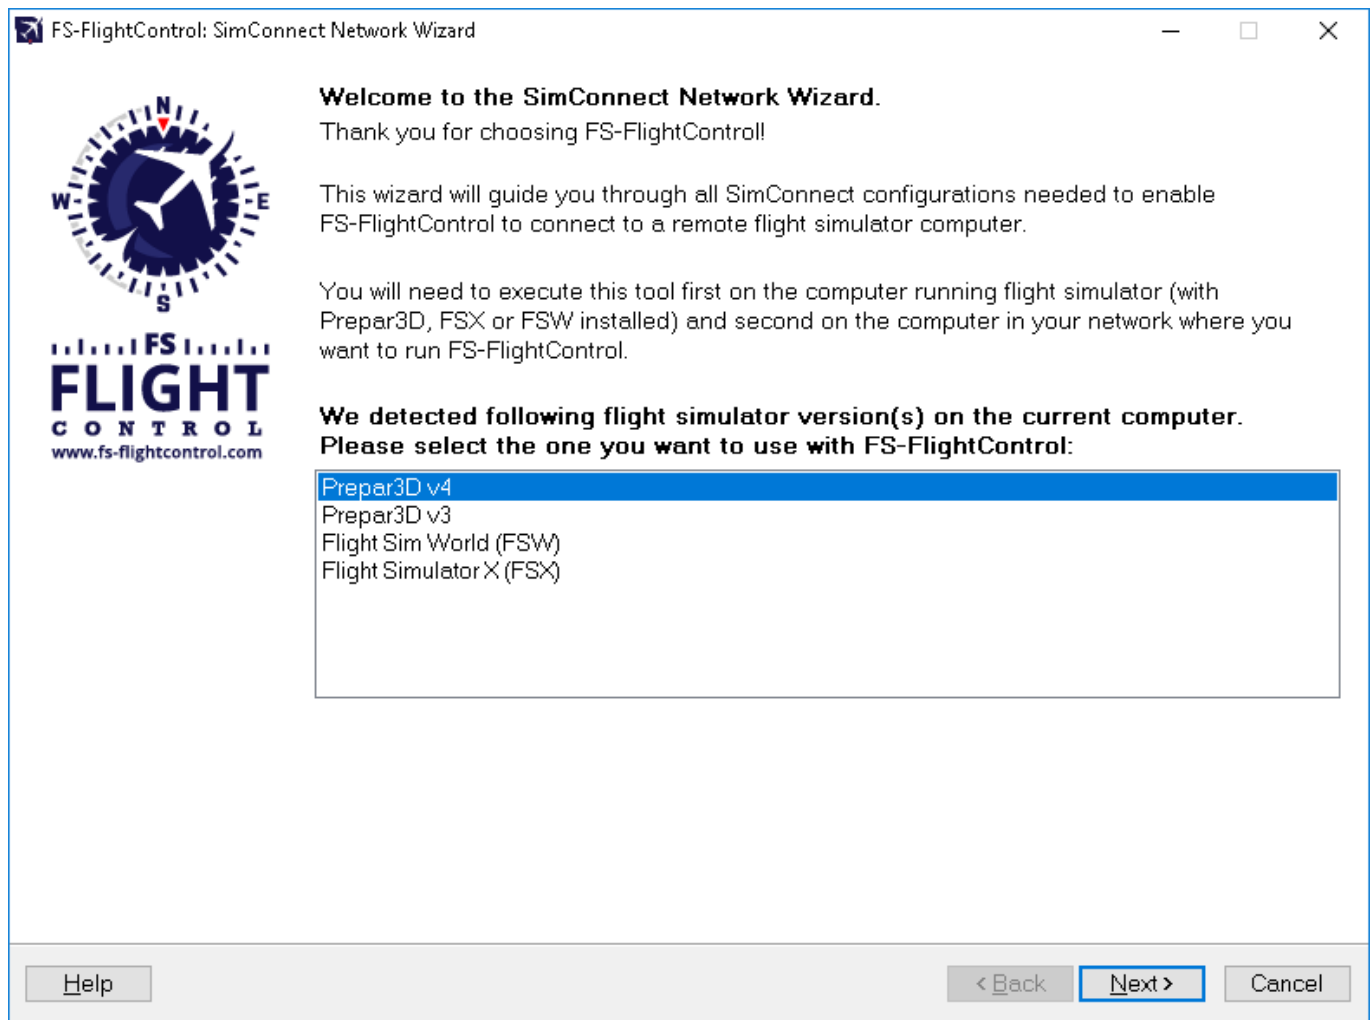 FS-FlightControl: SimConnect Network Wizard
N
W
E
S
FS
FLIGHT
CONTROL
www.fs-flightcontrol.com
Welcome to the SimConnect Network Wizard.
Thank you for choosing FS-FlightControl!
This wizard will guide you through all SimConnect configurations needed to enable
FS-FlightControl to connect to a remote flight simulator computer.
You will need to execute this tool first on the computer running flight simulator (with
Prepar3D, FSX or FSW installed) and second on the computer in your network where you
want to run FS-FlightControl.
We detected following flight simulator version(s) on the current computer.
Please select the one you want to use with FS-FlightControl:
Prepar3D v4
Prepar3D v3
Flight Sim World (FSW)
Flight Simulator X (FSX)
Help
< Back
Next >
Cancel